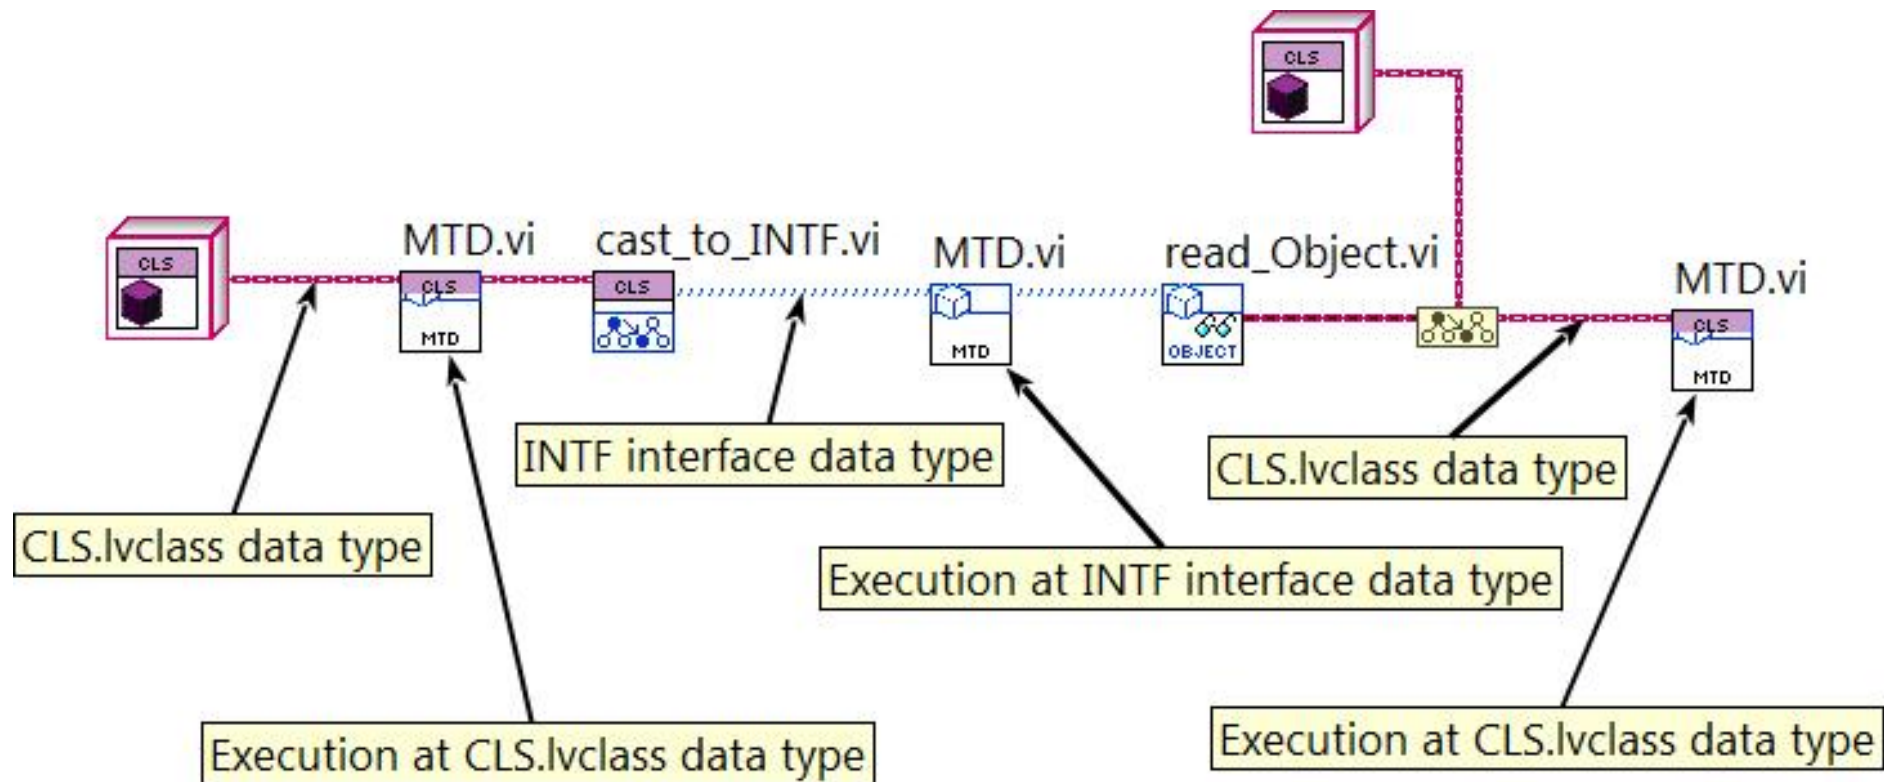 CLS
CLS
MTD.vi
cast_to_INTF.vi
MTD.vi
read_Object.vi
MTD.vi
CLS
MTD
CLS
MTD
OBJECT
CLS
MTD
INTF interface data type
CLS.lvclass data type
CLS.lvclass data type
Execution at INTF interface data type
Execution at CLS.lvclass data type
Execution at CLS.lvclass data type